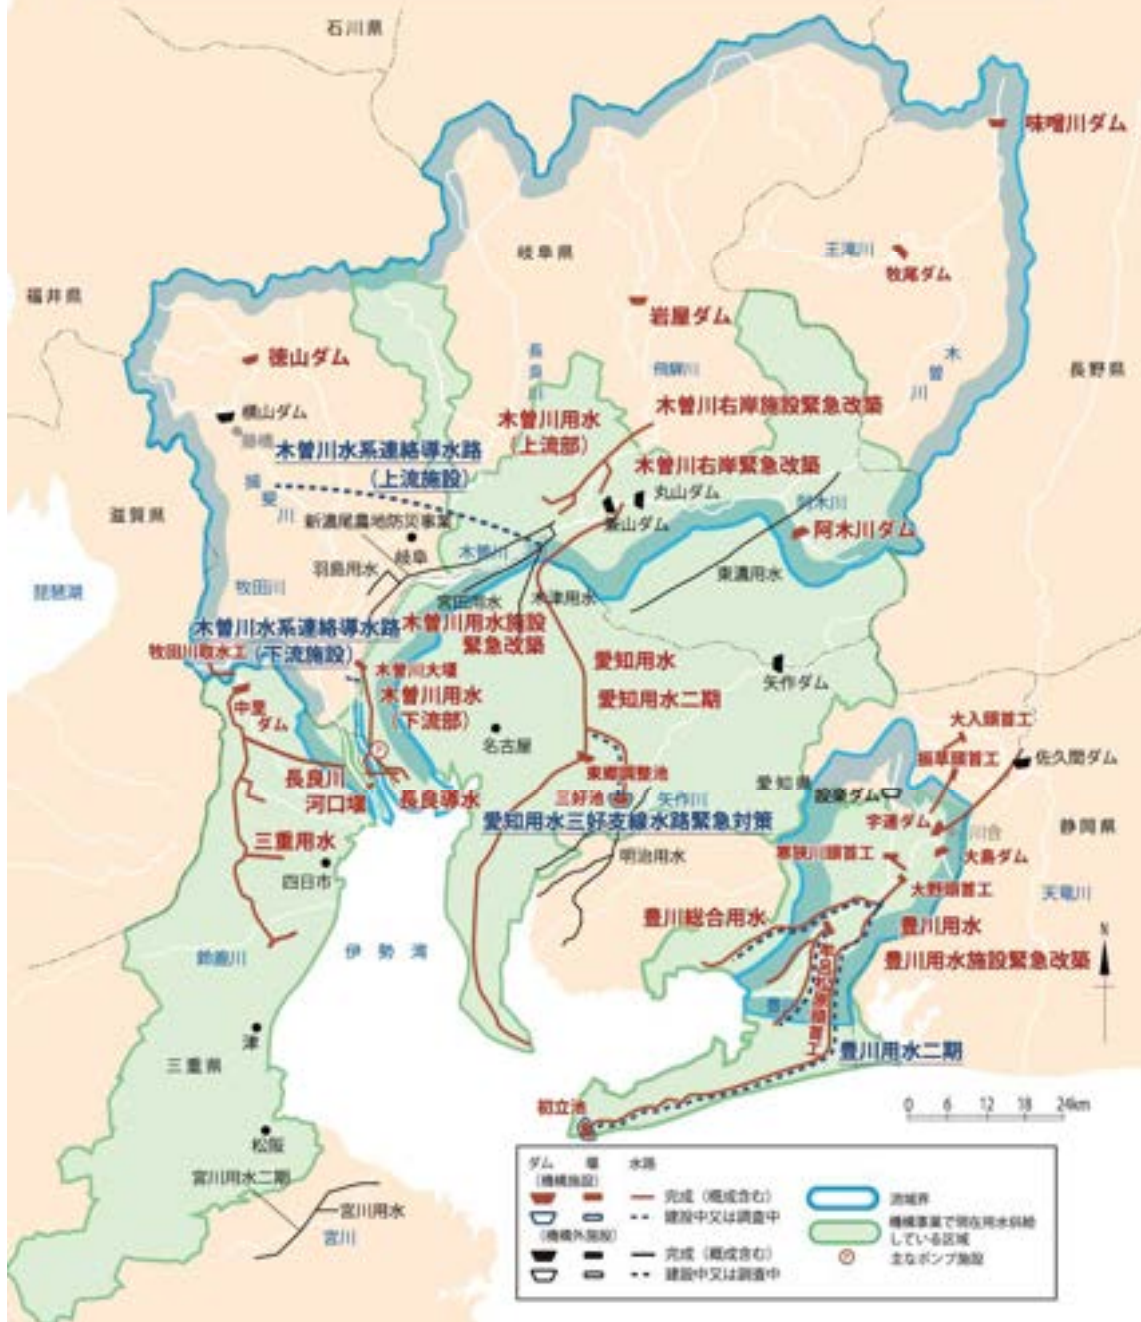 石川県
味噌川ダム
岐阜県
王滝川
牧尾ダム
福井県
岩屋ダム
徳山ダム
長良川
飛騨川
木曽川
長野県
横山ダム
木曽川用水
(上流部)
木曽川右岸施設緊急改築
木曽川水系連絡導水路
(上流施設)
木曽川右岸緊急改築
丸山ダム
揖斐川
滋賀県
新濃尾農地防災事業
阿木川
阿木川ダム
岐阜
木曽川
羽島用水
東濃用水
琵琶湖
牧田川
宮田用水
木津用水
木曽川水系連絡導水路
(下流施設)
木曽川用水施設
緊急改築
牧田川取水工
木曽川大堰
愛知用水
愛知用水二期
矢作ダム
中里
ダム
木曽川用水
(下流部)
名古屋
大入頭首工
振草頭首工
佐久間ダム
東郷調整池
長良川
河口堰
長良導水
三好池
矢作川
愛知県
設楽ダム
宇連ダム
川合
静岡県
愛知用水三好支線水路緊急対策
三重用水
明治用水
寒狭川頭首工
大島ダム
四日市
大野頭首工
天竜川
豊川総合用水
豊川用水
鈴鹿川
伊勢湾
豊川用水施設緊急改築
N
牟呂松原頭首工
豊川
津
三重県
豊川用水二期
初立池
0 6 12 18 24km
松阪
宮川用水二期
宮川用水
宮川
ダム 堰 水路
(機構施設)
完成(概成含む)
建設中又は調査中
(機構外施設)
完成(概成含む)
建設中又は調査中
流域界
機構事業で現在用水供給
している区域
P 主なポンプ施設